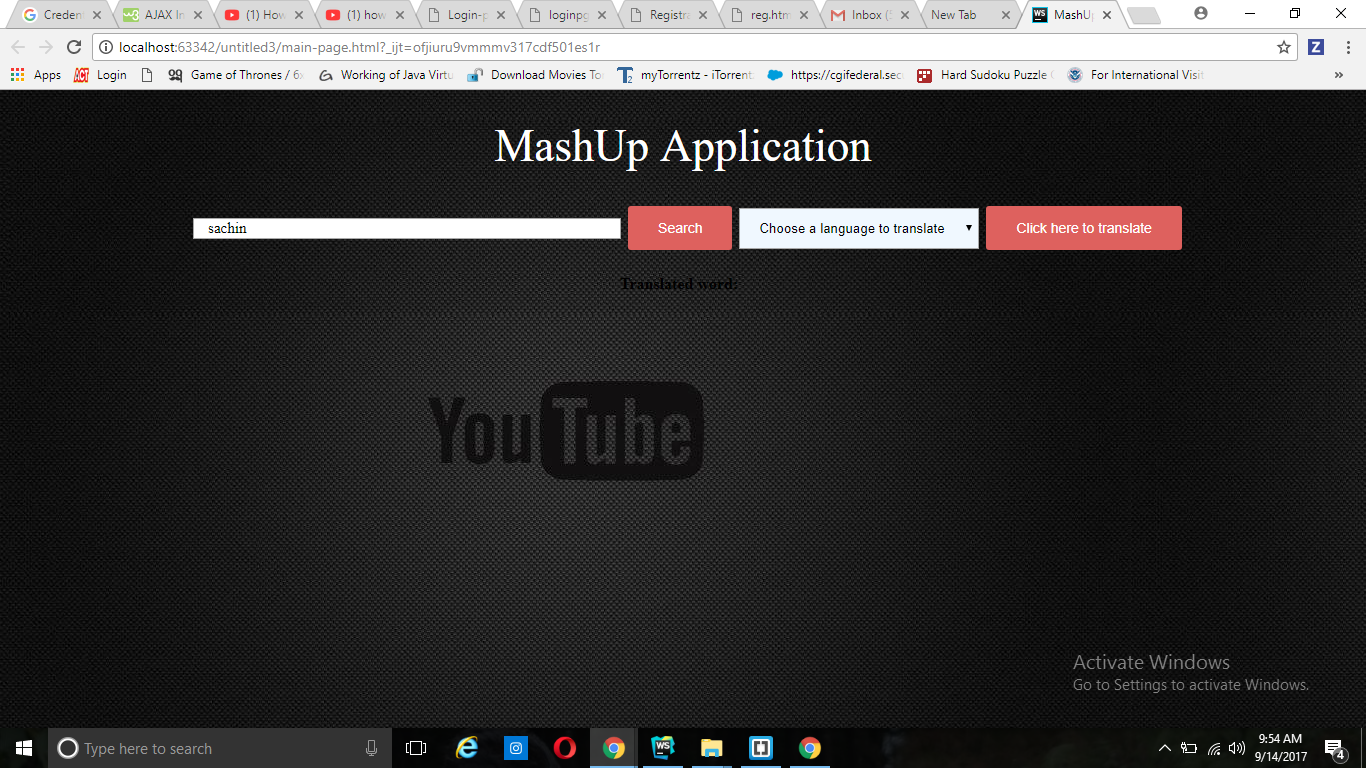 Creden
AJAX In
(1) How
(1) how
Login-p
loginpg
Registra
reg.htm
Inbox (
New Tab
MashU
localhost:63342/untitled3/main-page.html?_ijt=ofjiuru9vmmmv317cdf501es1r
Apps
Login
Game of Thrones / 6
Working of Java Virtu
Download Movies To
myTorrentz - iTorrent
https://cgifederal.sec
Hard Sudoku Puzzle
For International Visit
»
MashUp Application
sachin
Search
Choose a language to translate
Click here to translate
Translated word:
YouTube
Activate Windows
Go to Settings to activate Windows.
Type here to search
9:54 AM
9/14/2017
4